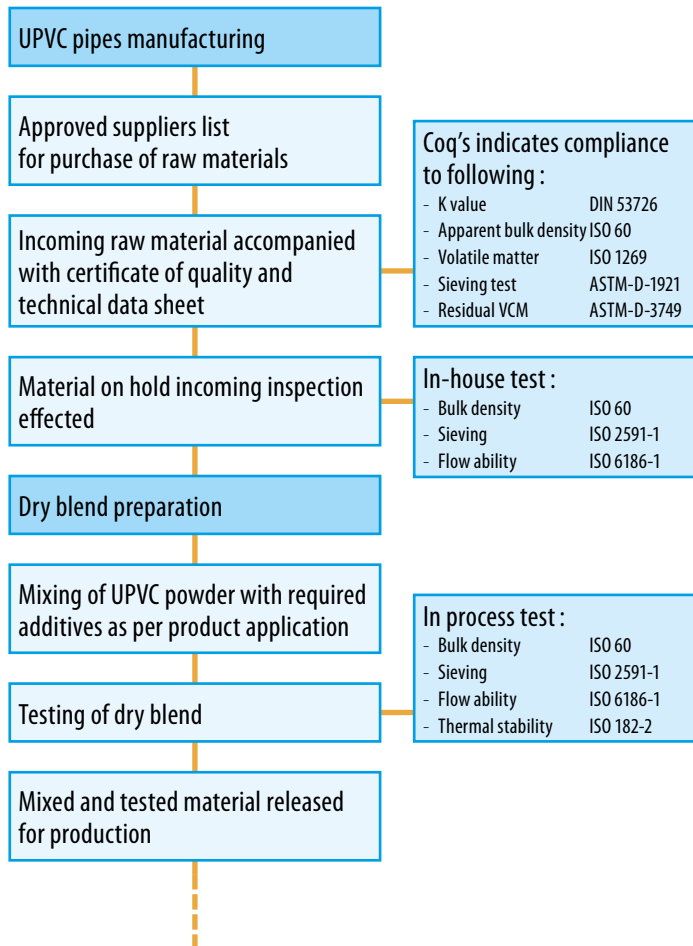 UPVC pipes manufacturing
Approved suppliers list
for purchase of raw materials
Incoming raw material accompanied
with certificate of quality and
technical data sheet
Coq's indicates compliance
to following :
- K value DIN 53726
- Apparent bulk density ISO 60
- Volatile matter ISO 1269
- Sieving test ASTM-D-1921
- Residual VCM ASTM-D-3749
Material on hold incoming inspection
effected
In-house test :
- Bulk density ISO 60
- Sieving ISO 2591-1
- Flow ability ISO 6186-1
Dry blend preparation
Mixing of UPVC powder with required
additives as per product application
Testing of dry blend
In process test :
- Bulk density ISO 60
- Sieving ISO 2591-1
- Flow ability ISO 6186-1
- Thermal stability ISO 182-2
Mixed and tested material released
for production